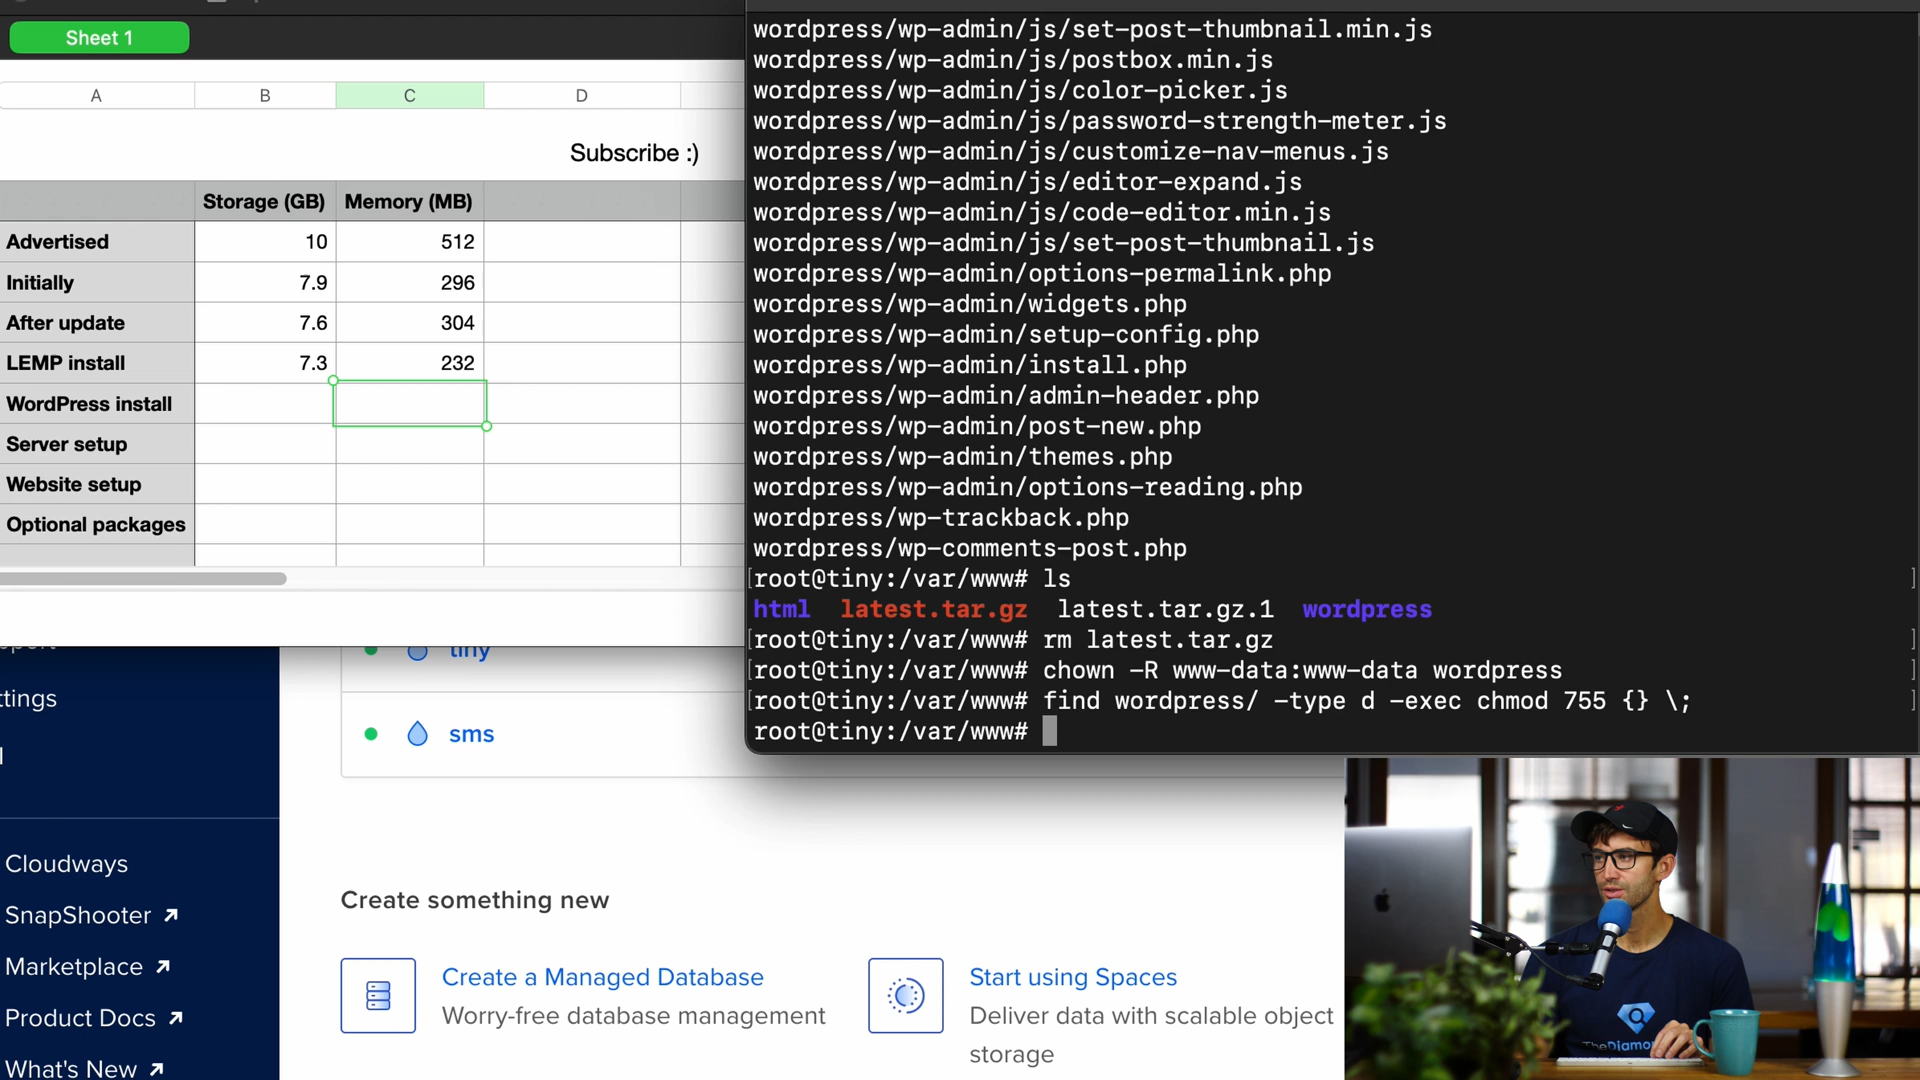 Sheet 1
A B C D
Subscribe :)
Storage (GB) Memory (MB)
Advertised 10 512
Initially 7.9 296
After update 7.6 304
LEMP install 7.3 232
WordPress install
Server setup
Website setup
Optional packages
wordpress/wp-admin/js/set-post-thumbnail.min.js
wordpress/wp-admin/js/postbox.min.js
wordpress/wp-admin/js/color-picker.js
wordpress/wp-admin/js/password-strength-meter.js
wordpress/wp-admin/js/customize-nav-menus.js
wordpress/wp-admin/js/editor-expand.js
wordpress/wp-admin/js/code-editor.min.js
wordpress/wp-admin/js/set-post-thumbnail.js
wordpress/wp-admin/options-permalink.php
wordpress/wp-admin/widgets.php
wordpress/wp-admin/setup-config.php
wordpress/wp-admin/install.php
wordpress/wp-admin/admin-header.php
wordpress/wp-admin/post-new.php
wordpress/wp-admin/themes.php
wordpress/wp-admin/options-reading.php
wordpress/wp-trackback.php
wordpress/wp-comments-post.php
[root@tiny:/var/www# ls ]
html latest.tar.gz latest.tar.gz.1 wordpress
[root@tiny:/var/www# rm latest.tar.gz ]
[root@tiny:/var/www# chown -R www-data:www-data wordpress ]
[root@tiny:/var/www# find wordpress/ -type d -exec chmod 755 {} \; ]
root@tiny:/var/www#
ttings
Cloudways
SnapShooter ↗
Marketplace ↗
Product Docs ↗
What's New ↗
tiny
sms
Create something new
Create a Managed Database
Worry-free database management
Start using Spaces
Deliver data with scalable object
storage
TheDiamo